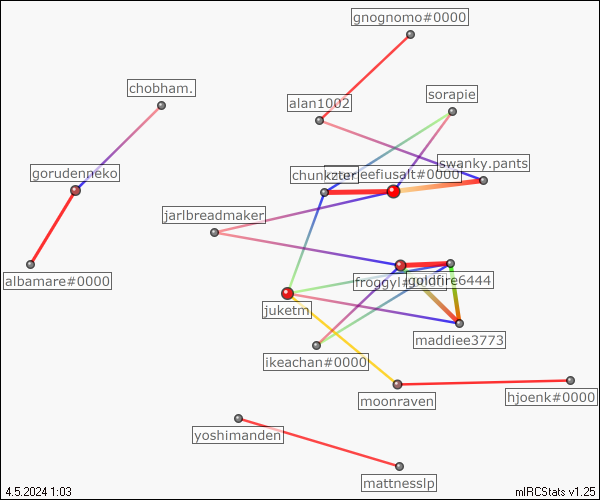 gnognomo#0000
chobham.
sorapie
alan1002
swanky.pants
gorudenneko
chunkzter
eefiusalt#0000
jarlbreadmaker
albamare#0000
froggyl
goldfire6444
juketm
maddiee3773
ikeachan#0000
hjoenk#0000
moonraven
yoshimanden
mattnesslp
4.5.2024 1:03
mIRCStats v1.25